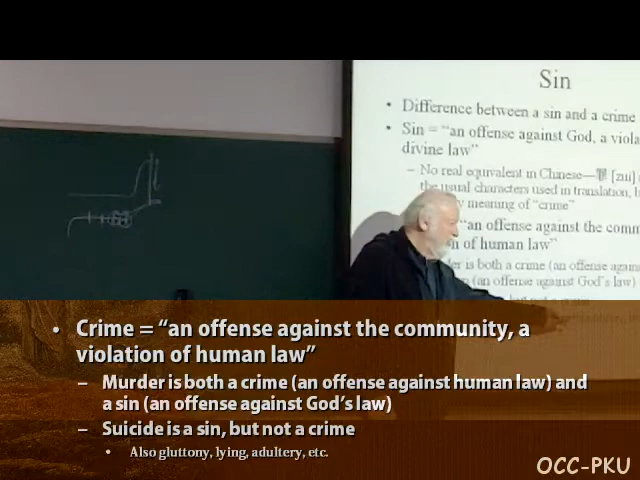 Sin
• Difference between a sin and a crime
• Sin = "an offense against God, a viola
divine law"
– No real equivalent in Chinese—罪 [zui]
the usual characters used in translation, b
meaning of "crime"
"an offense against the comm
n of human law"
er is both a crime (an offense again
(an offense against God's law)
• Crime = “an offense against the community, a
violation of human law”
– Murder is both a crime (an offense against human law) and
a sin (an offense against God’s law)
– Suicide is a sin, but not a crime
• Also gluttony, lying, adultery, etc.
OCC-PKU